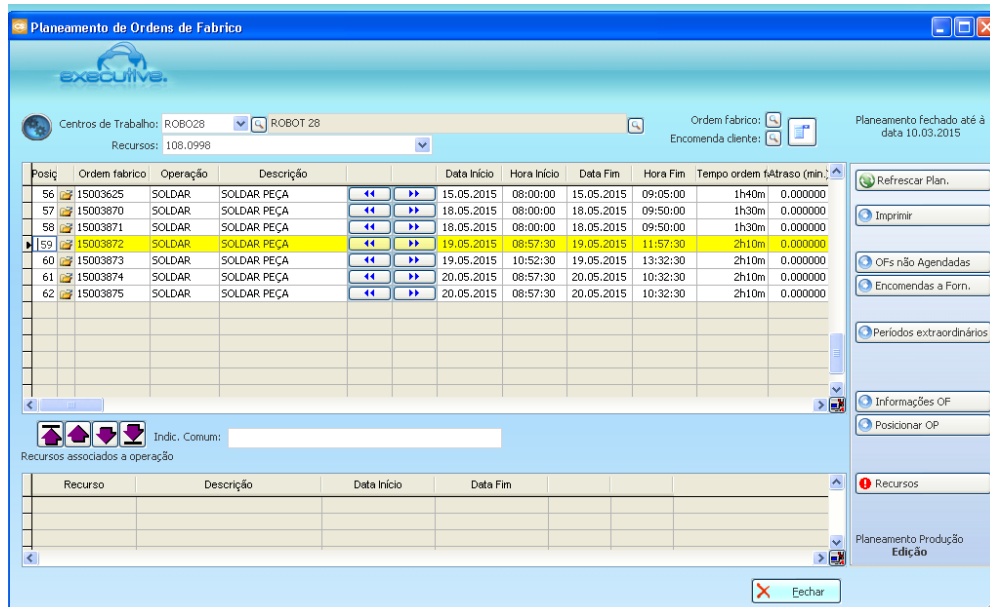 Planeamento de Ordens de Fabrico
executive.
Centros de Trabalho: ROBO28 ROBOT 28
Ordem fabrico:
Encomenda cliente:
Recursos: 108.0998
Planeamento fechado até à
data 10.03.2015
Posiç Ordem fabrico Operação Descrição Data Início Hora Início Data Fim Hora Fim Tempo ordem f Atraso (min.)
56 15003625 SOLDAR SOLDAR PEÇA 15.05.2015 08:00:00 15.05.2015 09:05:00 1h40m 0.000000
57 15003870 SOLDAR SOLDAR PEÇA 18.05.2015 08:00:00 18.05.2015 09:50:00 1h30m 0.000000
58 15003871 SOLDAR SOLDAR PEÇA 18.05.2015 08:00:00 18.05.2015 09:50:00 1h30m 0.000000
59 15003872 SOLDAR SOLDAR PEÇA 19.05.2015 08:57:30 19.05.2015 11:57:30 2h10m 0.000000
60 15003873 SOLDAR SOLDAR PEÇA 19.05.2015 10:52:30 19.05.2015 13:32:30 2h10m 0.000000
61 15003874 SOLDAR SOLDAR PEÇA 20.05.2015 08:57:30 20.05.2015 10:32:30 2h10m 0.000000
62 15003875 SOLDAR SOLDAR PEÇA 20.05.2015 08:57:30 20.05.2015 10:32:30 2h10m 0.000000
Refrescar Plan.
Imprimir
OFs não Agendadas
Encomendas a Forn.
Períodos extraordinários
Informações OF
Posicionar OP
Recursos
Planeamento Produção
Edição
Indic. Comum:
Recursos associados a operação
Recurso Descrição Data Início Data Fim
Fechar